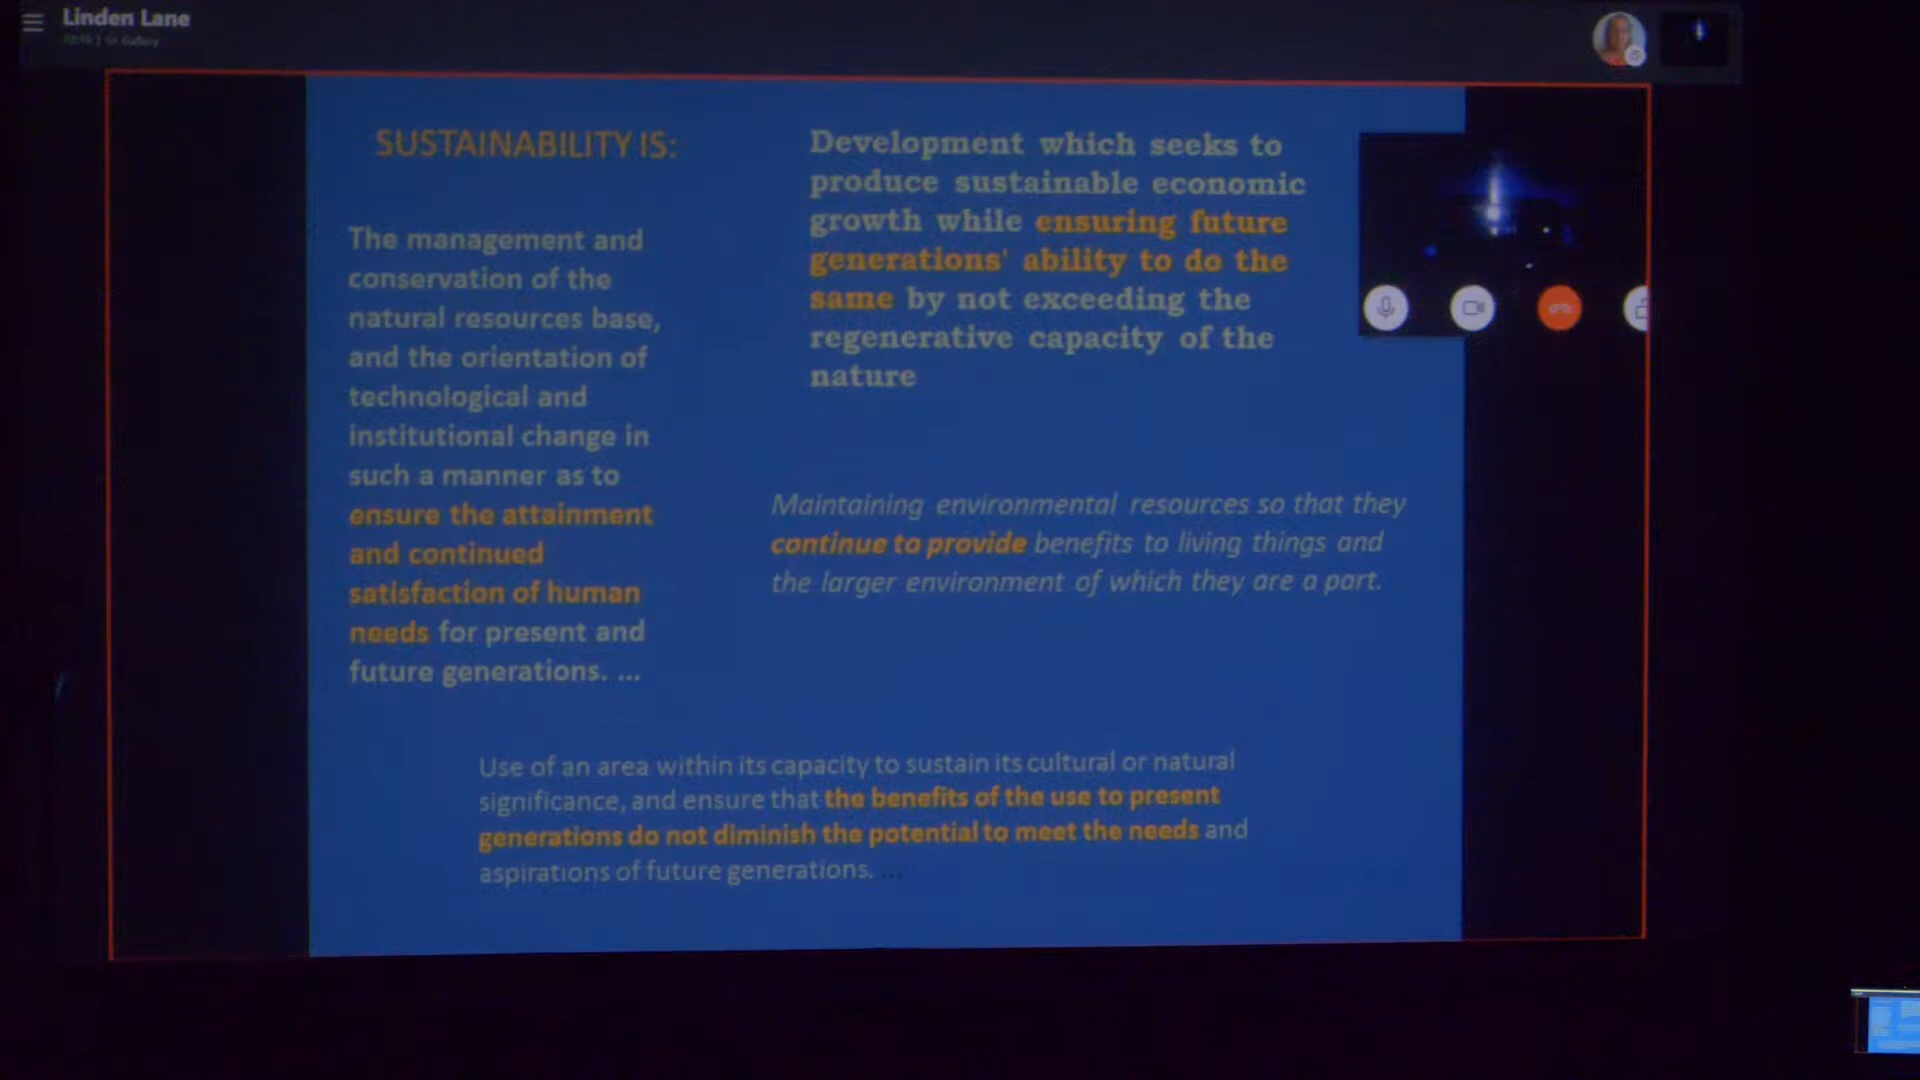 Linden Lane
SUSTAINABILITY IS:
The management and
conservation of the
natural resources base,
and the orientation of
technological and
institutional change in
such a manner as to
ensure the attainment
and continued
satisfaction of human
needs for present and
future generations. ...
Development which seeks to
produce sustainable economic
growth while ensuring future
generations' ability to do the
same by not exceeding the
regenerative capacity of the
nature
Maintaining environmental resources so that they
continue to provide benefits to living things and
the larger environment of which they are a part.
Use of an area within its capacity to sustain its cultural or natural
significance, and ensure that the benefits of the use to present
generations do not diminish the potential to meet the needs and
aspirations of future generations. ...